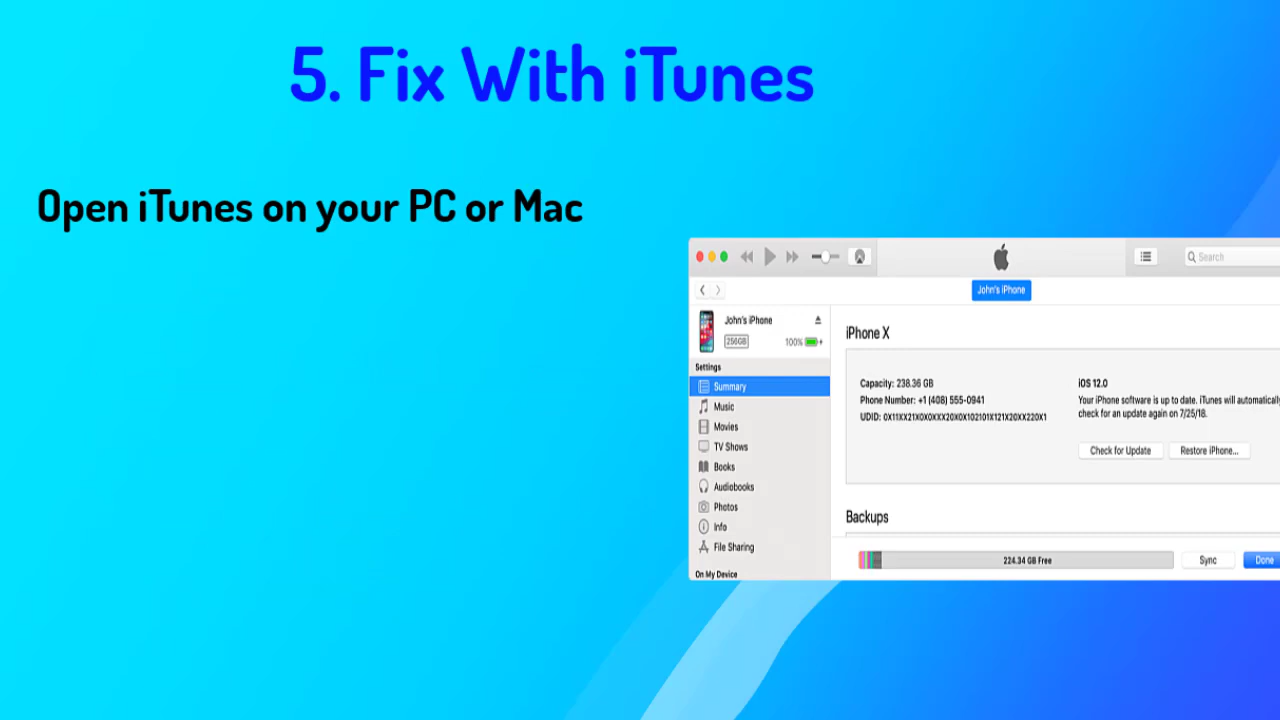 5. Fix With iTunes
Open iTunes on your PC or Mac
Search
John's iPhone
John's iPhone
256GB
100%
Settings
Summary
Music
Movies
TV Shows
Books
Audiobooks
Photos
Info
File Sharing
On My Device
iPhone X
Capacity: 238.36 GB
Phone Number: +1 (408) 555-0941
UDID: 0X11XX21X0X0XXX20X0X102101X121X20XX220X1
iOS 12.0
Your iPhone software is up to date. iTunes will automatically
check for an update again on 7/25/18.
Check for Update
Restore iPhone...
Backups
224.34 GB Free
Sync
Done